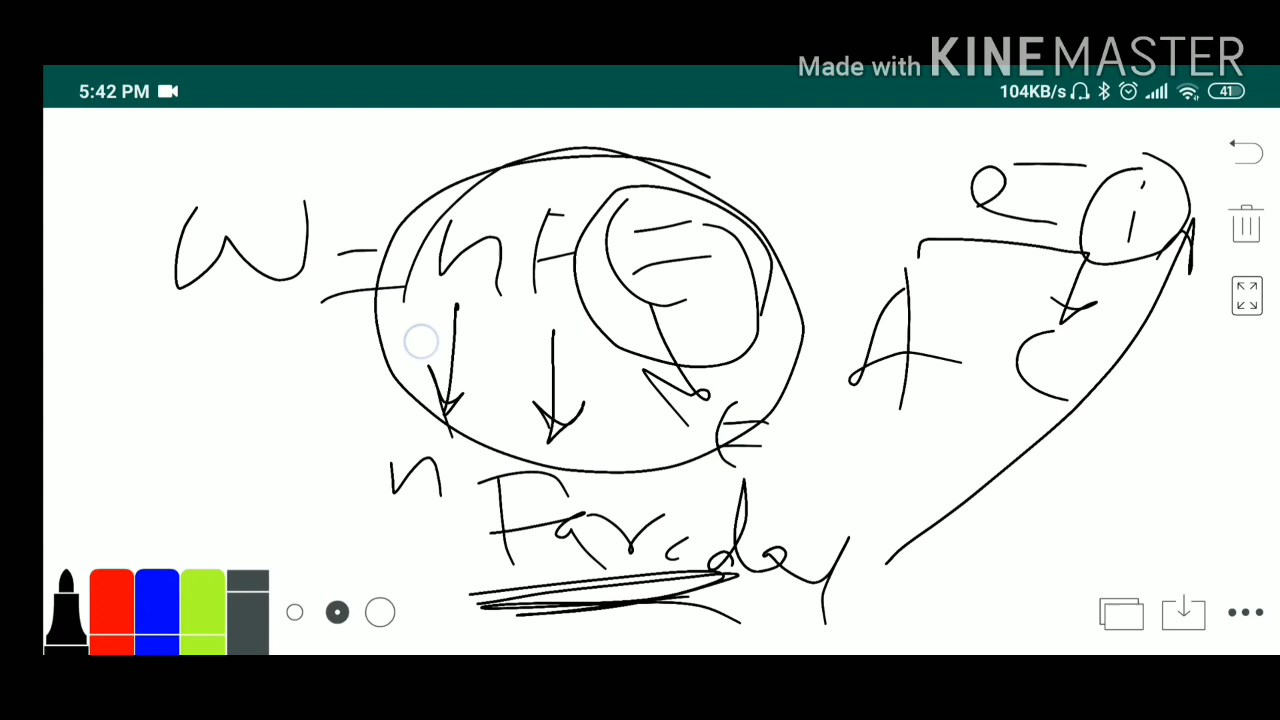 Made with KINEMASTER
5:42 PM 104KB/s 41
W = nFE
n
Faraday
E
A C
e i